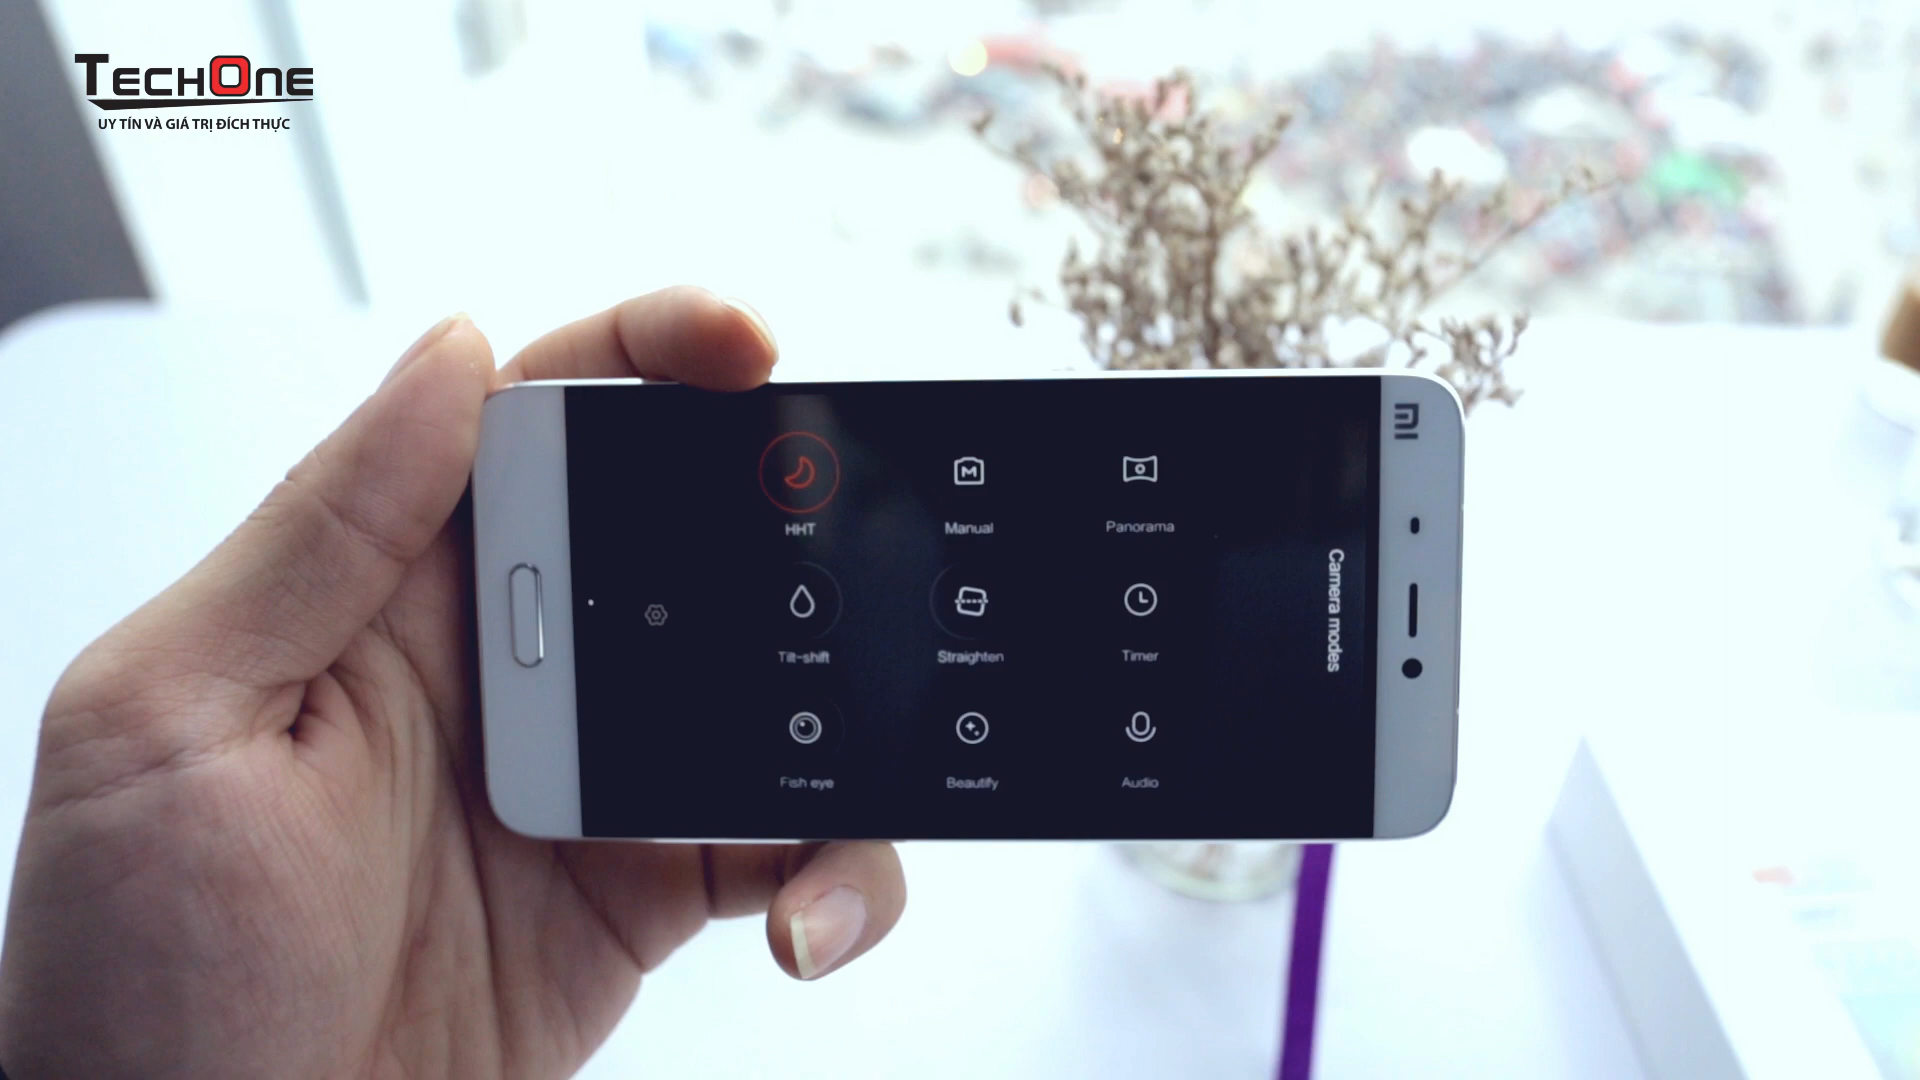 TECHONE
UY TÍN VÀ GIÁ TRỊ ĐÍCH THỰC
MI
Camera modes
HHT
Manual
Panorama
Tilt-shift
Straighten
Timer
Fish eye
Beautify
Audio